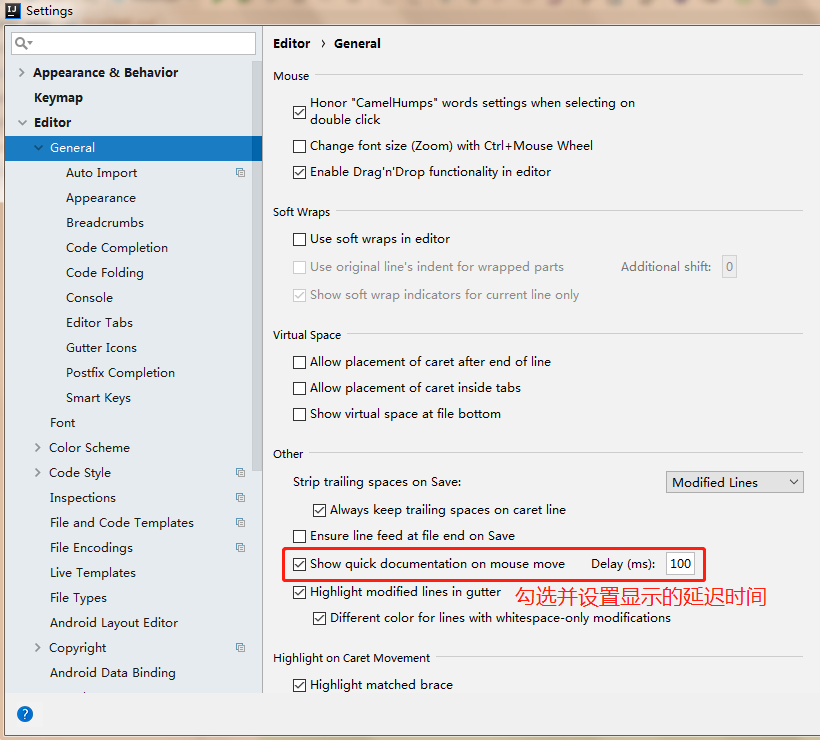 Settings
Editor › General
Appearance & Behavior
Keymap
Editor
General
Auto Import
Appearance
Breadcrumbs
Code Completion
Code Folding
Console
Editor Tabs
Gutter Icons
Postfix Completion
Smart Keys
Font
Color Scheme
Code Style
Inspections
File and Code Templates
File Encodings
Live Templates
File Types
Android Layout Editor
Copyright
Android Data Binding
Mouse
Honor "CamelHumps" words settings when selecting on
double click
Change font size (Zoom) with Ctrl+Mouse Wheel
Enable Drag'n'Drop functionality in editor
Soft Wraps
Use soft wraps in editor
Use original line's indent for wrapped parts Additional shift: 0
Show soft wrap indicators for current line only
Virtual Space
Allow placement of caret after end of line
Allow placement of caret inside tabs
Show virtual space at file bottom
Other
Strip trailing spaces on Save: Modified Lines
Always keep trailing spaces on caret line
Ensure line feed at file end on Save
Show quick documentation on mouse move Delay (ms): 100
Highlight modified lines in gutter
勾选并设置显示的延迟时间
Different color for lines with whitespace-only modifications
Highlight on Caret Movement
Highlight matched brace
?